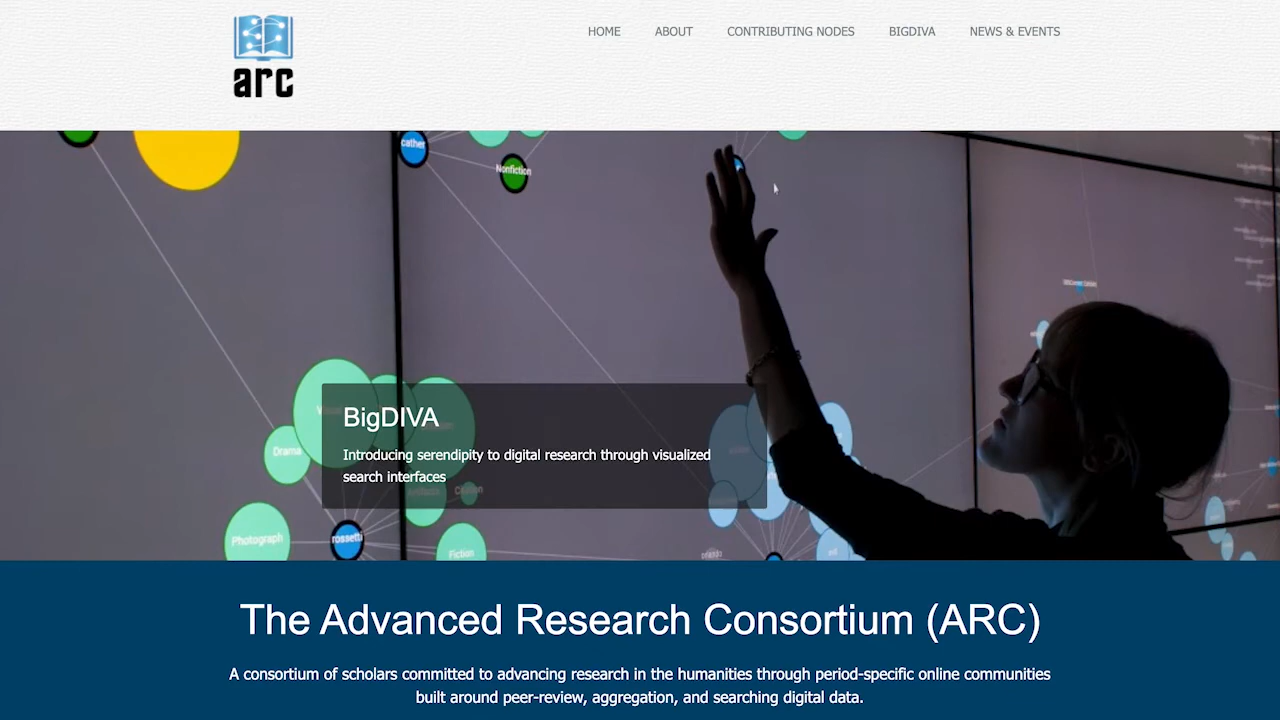 arc
HOME
ABOUT
CONTRIBUTING NODES
BIGDIVA
NEWS & EVENTS
cather
Nonfiction
BigDIVA
Introducing serendipity to digital research through visualized
search interfaces
Drama
Artifacts
Citation
Photograph
rossetti
Fiction
The Advanced Research Consortium (ARC)
A consortium of scholars committed to advancing research in the humanities through period-specific online communities
built around peer-review, aggregation, and searching digital data.